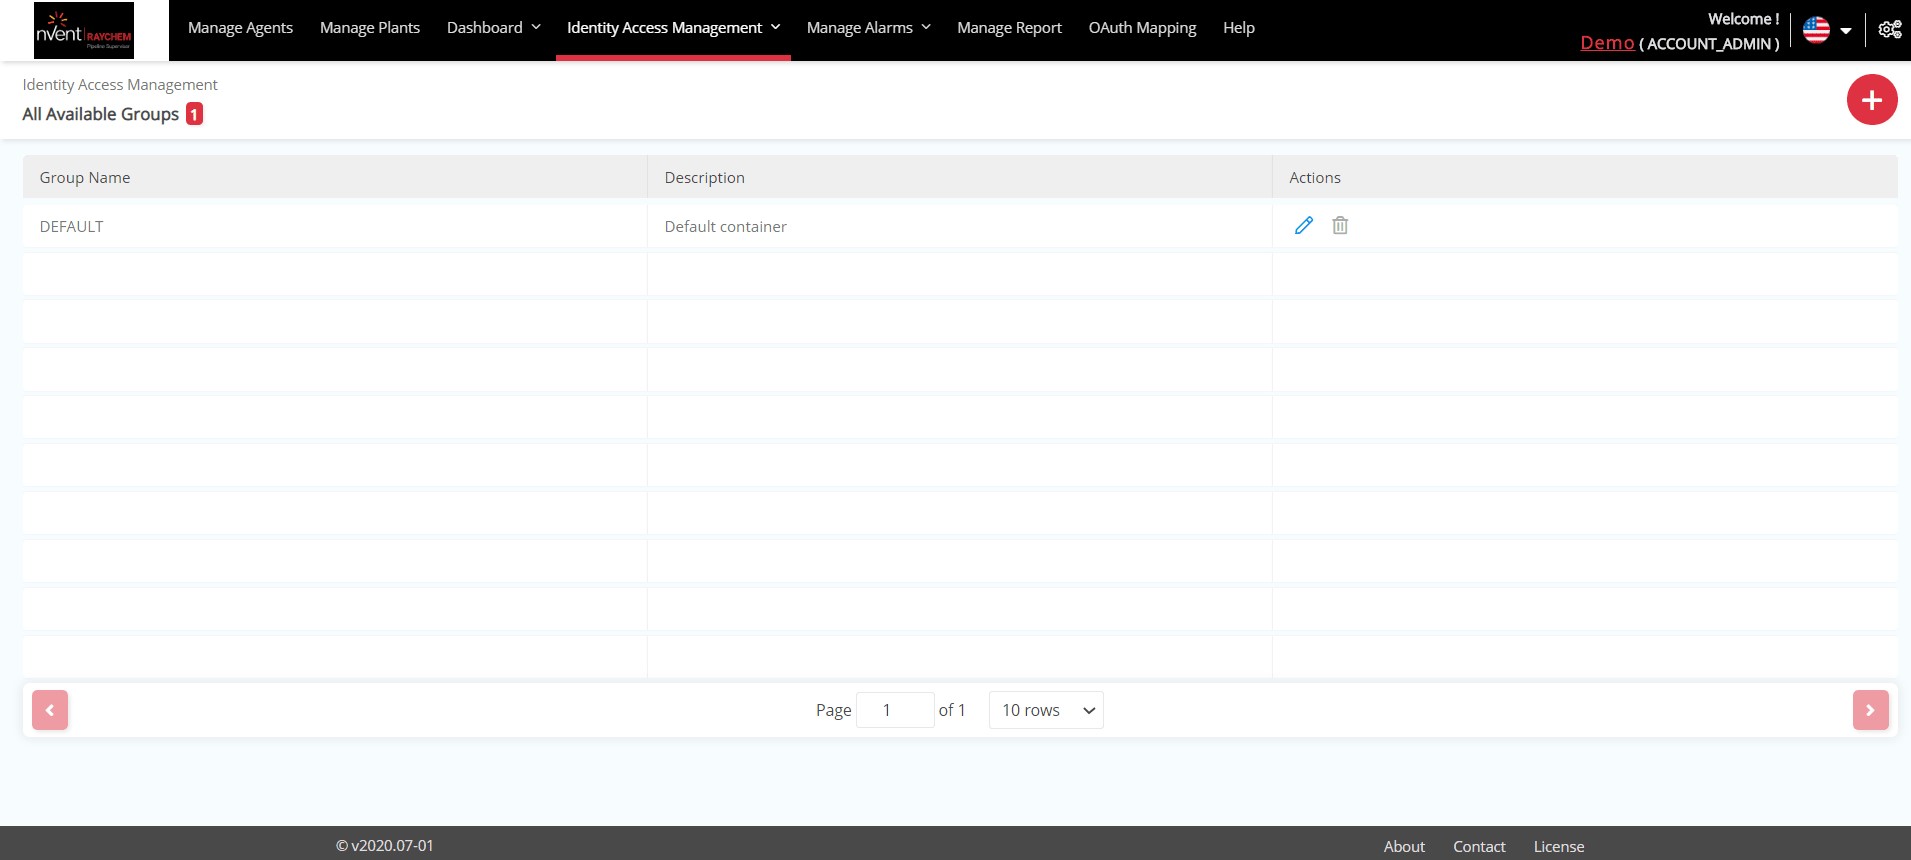 nvent RAYCHEM
Pipeline Supervisor
Manage Agents Manage Plants Dashboard Identity Access Management Manage Alarms Manage Report OAuth Mapping Help
Welcome !
Demo ( ACCOUNT_ADMIN )
Identity Access Management
All Available Groups 1
Group Name Description Actions
DEFAULT Default container
Page 1 of 1 10 rows
© v2020.07-01 About Contact License